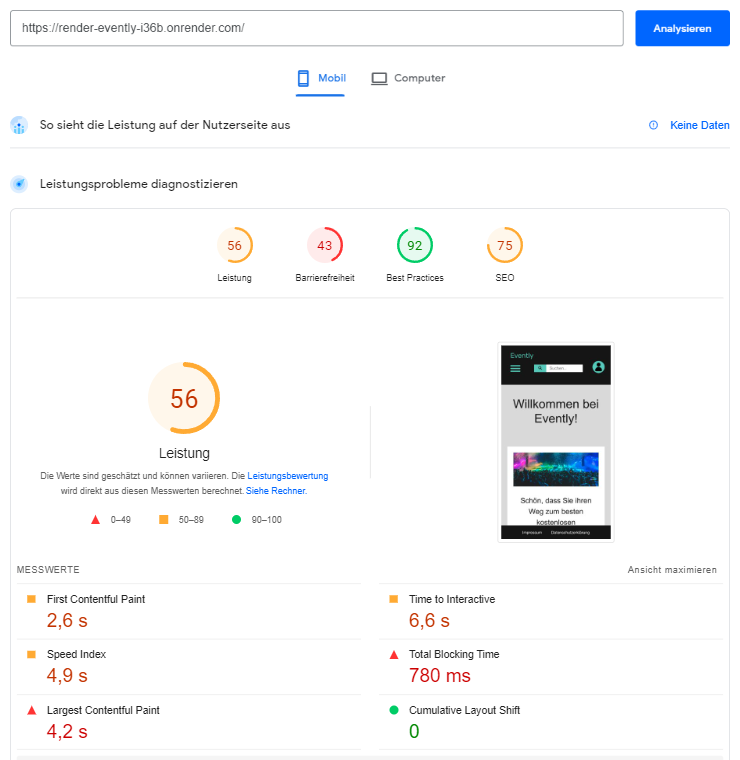 https://render-evently-i36b.onrender.com/
Analysieren
Mobil
Computer
So sieht die Leistung auf der Nutzerseite aus
Keine Daten
Leistungsprobleme diagnostizieren
56
43
92
75
Leistung
Barrierefreiheit
Best Practices
SEO
56
Leistung
Die Werte sind geschätzt und können variieren. Die Leistungsbewertung
wird direkt aus diesen Messwerten berechnet. Siehe Rechner.
0–49
50–89
90–100
Evently
Suchen
Willkommen bei
Evently!
Schön, dass Sie ihren
Weg zum besten
kostenlosen
Impressum
Datenschutzerklärung
MESSWERTE
Ansicht maximieren
First Contentful Paint
2,6 s
Time to Interactive
6,6 s
Speed Index
4,9 s
Total Blocking Time
780 ms
Largest Contentful Paint
4,2 s
Cumulative Layout Shift
0